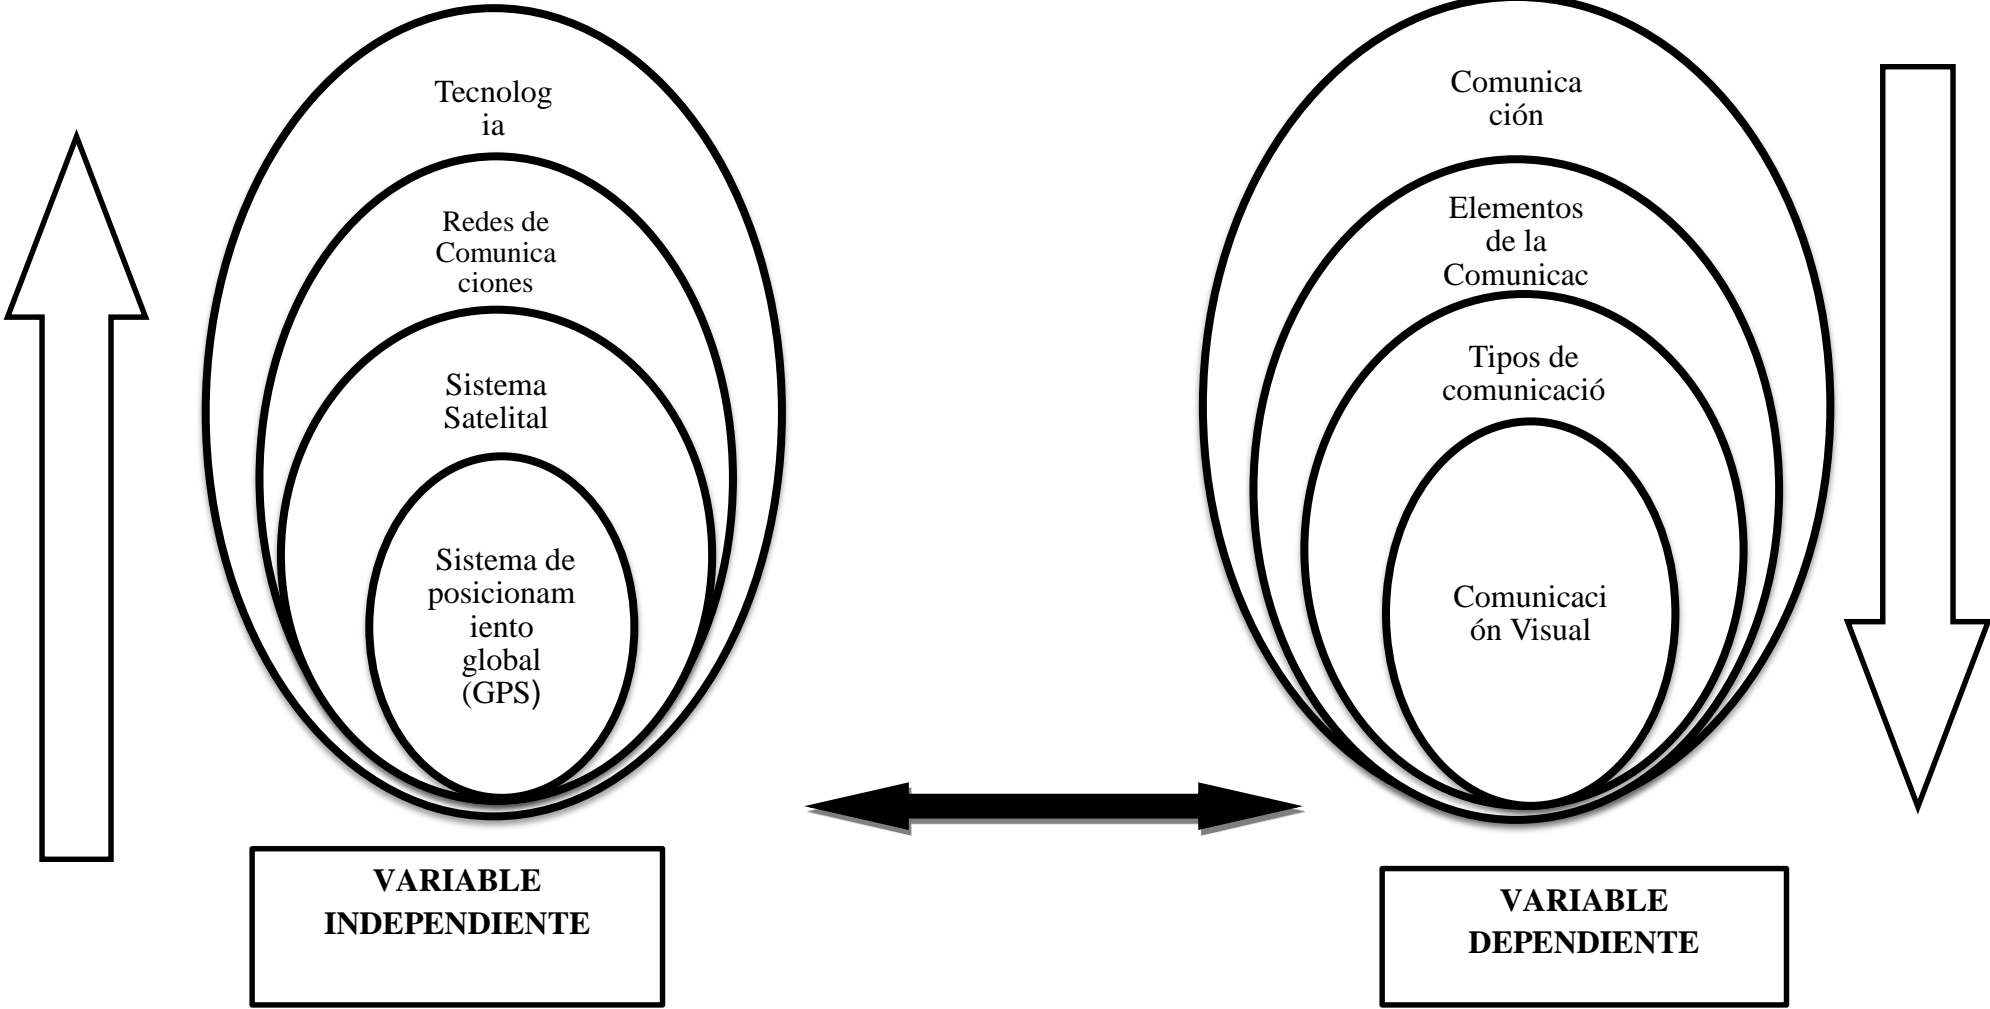 Tecnolog
ia
Redes de
Comunica
ciones
Sistema
Satelital
Sistema de
posicionam
iento
global
(GPS)
VARIABLE
INDEPENDIENTE
Comunica
ción
Elementos
de la
Comunicac
Tipos de
comunicació
Comunicaci
ón Visual
VARIABLE
DEPENDIENTE